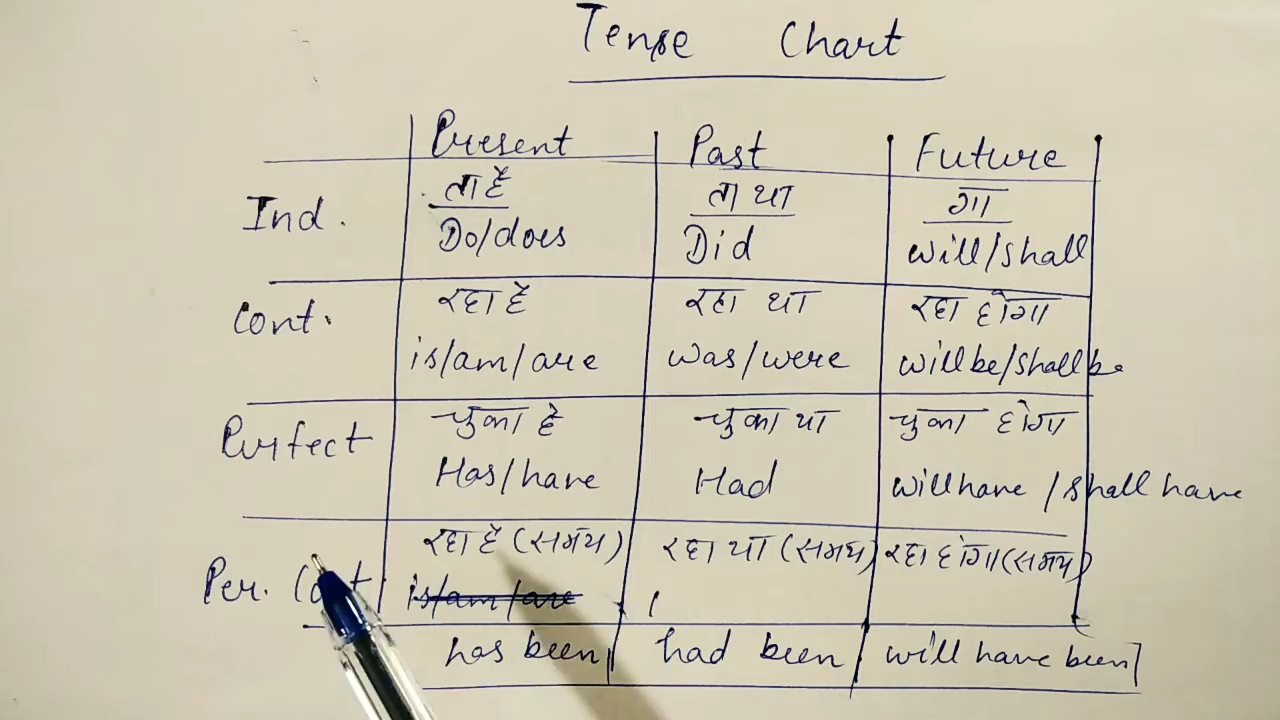 Tense Chart
Present Past Future
ता है ता था गा
Ind. Do/does Did will/shall
रहा है रहा था रहा होगा
Cont. is/am/are was/were will be/shall be
चुका है चुका था चुका होगा
Perfect Has/have Had will have / shall have
रहा है (समय) रहा था (समय) रहा होगा (समय)
Per. Cont. is/am/are
has been had been will have been